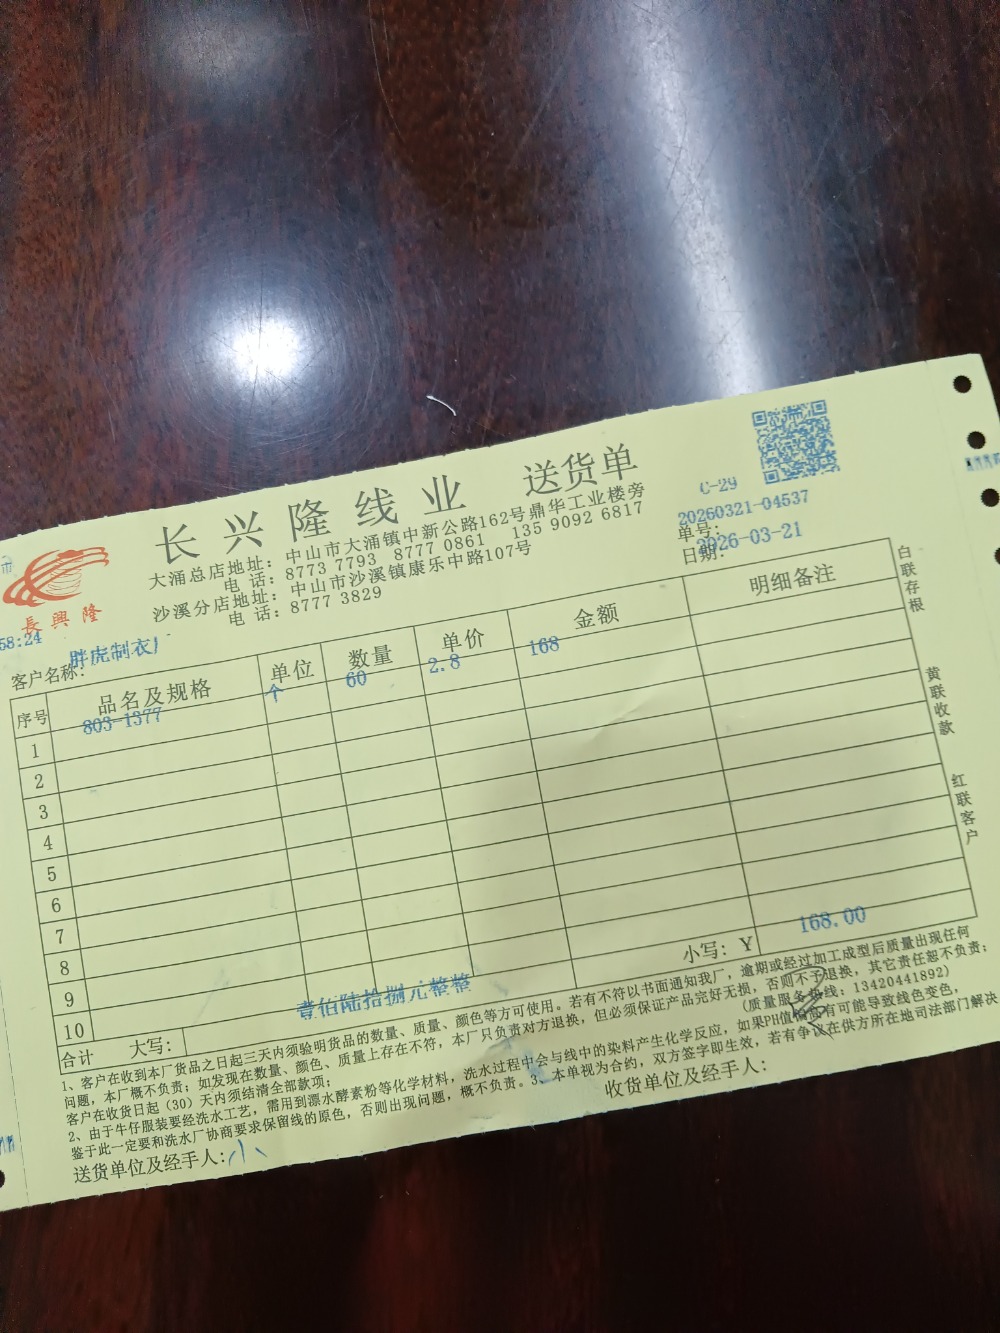 长兴隆线业 送货单
大涌总店地址：中山市大涌镇中新公路162号鼎华工业楼旁
电 话：8773 7793 8777 0861 135 9092 6817
沙溪分店地址：中山市沙溪镇康乐中路107号
电 话：8777 3829
長興隆
C-29
单号：20260321-04537
日期：2026-03-21
58:24
客户名称：胖虎制衣厂
序号 品名及规格 单位 数量 单价 金额 明细备注
1 803-1377 个 60 2.8 168
2
3
4
5
6
7
8
9
10
合计 大写：壹佰陆拾捌元整整 小写：Y 168.00
1、客户在收到本厂货品之日起三天内须验明货品的数量、质量、颜色等方可使用。若有不符以书面通知我厂，逾期或经过加工成型后质量出现任何
问题，本厂概不负责；如发现在数量、颜色、质量上存在不符，本厂只负责对方退换，但必须保证产品完好无损，否则不予退换，其它责任恕不负责；
客户在收货日起（30）天内须结清全部款项； （质量服务热线：13420441892）
2、由于牛仔服装要经洗水工艺，需用到漂水酵素粉等化学材料，洗水过程中会与线中的染料产生化学反应，如果PH值偏高有可能导致线色变色，
鉴于此一定要和洗水厂协商要求保留线的原色，否则出现问题，概不负责。3、本单视为合约，双方签字即生效，若有争议在供方所在地司法部门解决
送货单位及经手人：小 收货单位及经手人：
白联存根
黄联收款
红联客户